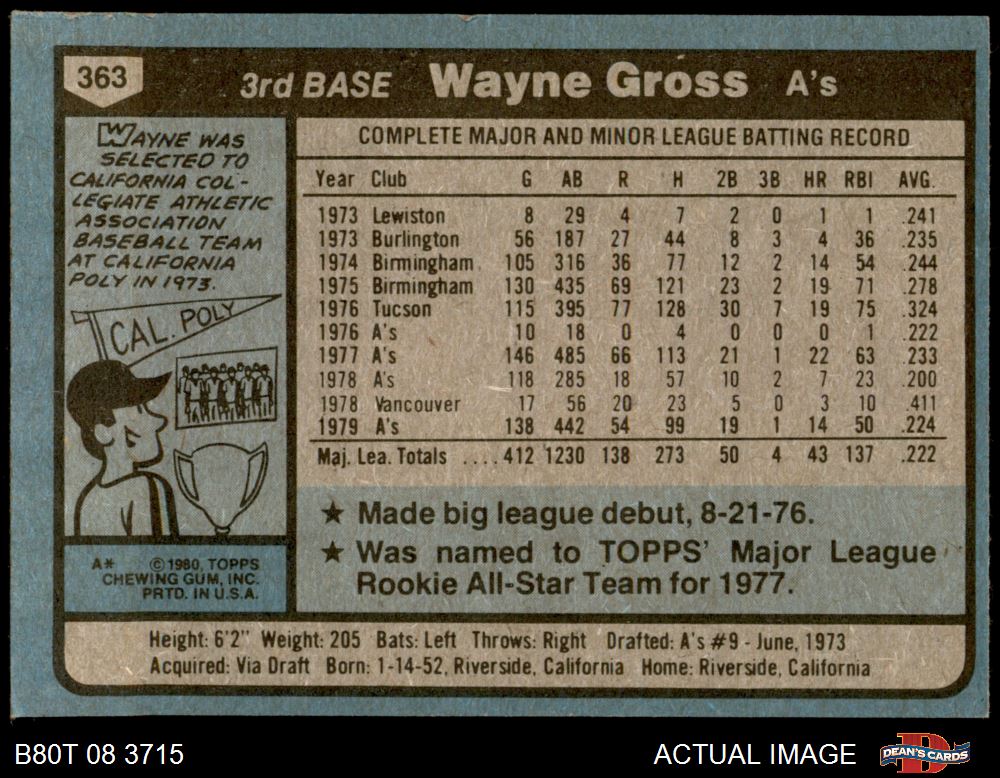 363
3rd BASE Wayne Gross A's
WAYNE WAS
SELECTED TO
CALIFORNIA COL-
LEGIATE ATHLETIC
ASSOCIATION
BASEBALL TEAM
AT CALIFORNIA
POLY IN 1973.
CAL. POLY
A* ©1980, TOPPS
CHEWING GUM, INC.
PRTD. IN U.S.A.
COMPLETE MAJOR AND MINOR LEAGUE BATTING RECORD
Year Club G AB R H 2B 3B HR RBI AVG.
1973 Lewiston 8 29 4 7 2 0 1 1 .241
1973 Burlington 56 187 27 44 8 3 4 36 .235
1974 Birmingham 105 316 36 77 12 2 14 54 .244
1975 Birmingham 130 435 69 121 23 2 19 71 .278
1976 Tucson 115 395 77 128 30 7 19 75 .324
1976 A's 10 18 0 4 0 0 0 1 .222
1977 A's 146 485 66 113 21 1 22 63 .233
1978 A's 118 285 18 57 10 2 7 23 .200
1978 Vancouver 17 56 20 23 5 0 3 10 .411
1979 A's 138 442 54 99 19 1 14 50 .224
Maj. Lea. Totals ....412 1230 138 273 50 4 43 137 .222
★ Made big league debut, 8-21-76.
★ Was named to TOPPS' Major League
Rookie All-Star Team for 1977.
Height: 6'2" Weight: 205 Bats: Left Throws: Right Drafted: A's #9 - June, 1973
Acquired: Via Draft Born: 1-14-52, Riverside, California Home: Riverside, California
B80T 08 3715
ACTUAL IMAGE
DEAN'S CARDS